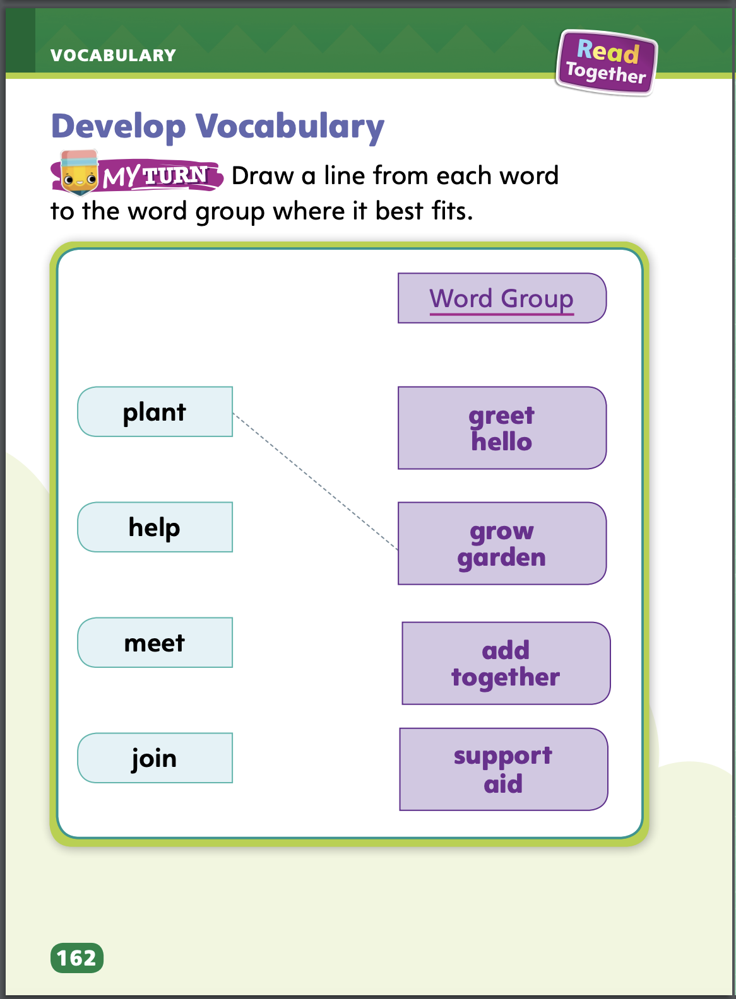 VOCABULARY
Read
Together
Develop Vocabulary
MY TURN Draw a line from each word
to the word group where it best fits.
Word Group
plant
greet
hello
help
grow
garden
meet
add
together
join
support
aid
162